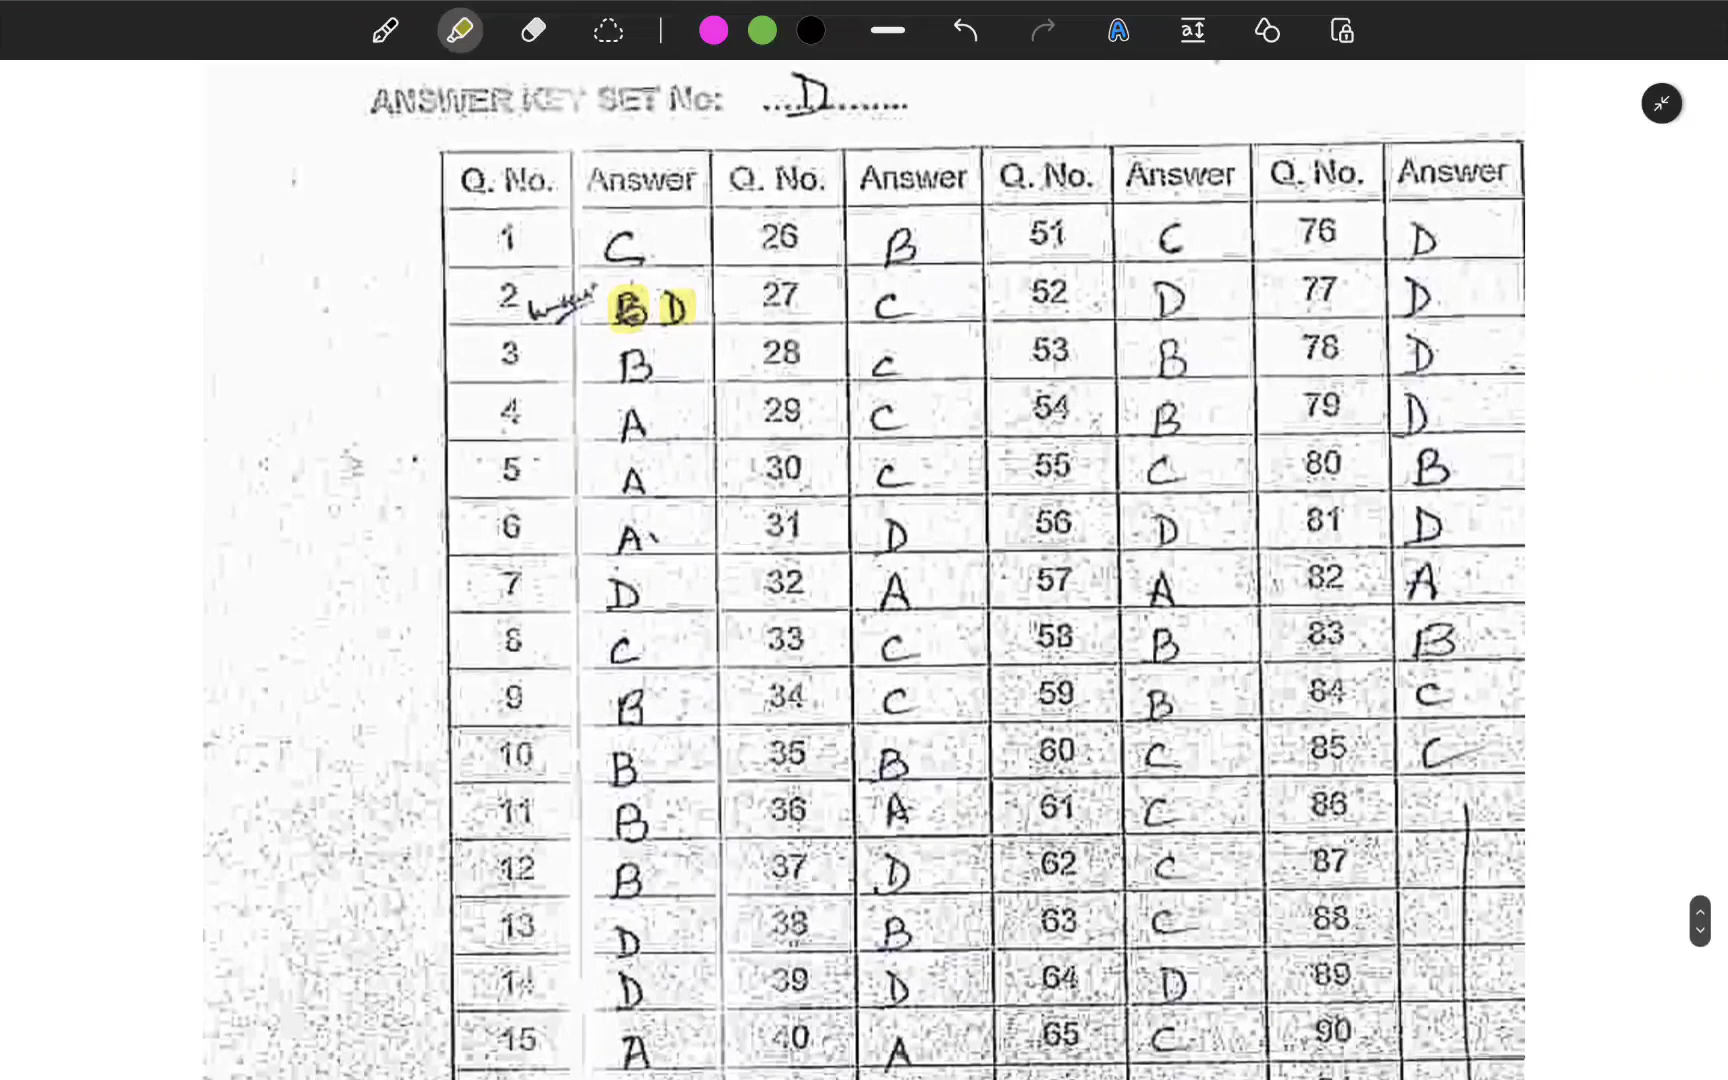 ANSWER KEY SET No: ....D........
Q. No. Answer Q. No. Answer Q. No. Answer Q. No. Answer
1 C 26 B 51 C 76 D
2 B D 27 C 52 D 77 D
3 B 28 C 53 B 78 D
4 A 29 C 54 B 79 D
5 A 30 C 55 C 80 B
6 A 31 D 56 D 81 D
7 D 32 A 57 A 82 A
8 C 33 C 58 B 83 B
9 B 34 C 59 B 84 C
10 B 35 B 60 C 85 C
11 B 36 A 61 C 86
12 B 37 D 62 C 87
13 D 38 B 63 C 88
14 D 39 D 64 D 89
15 A 40 A 65 C 90